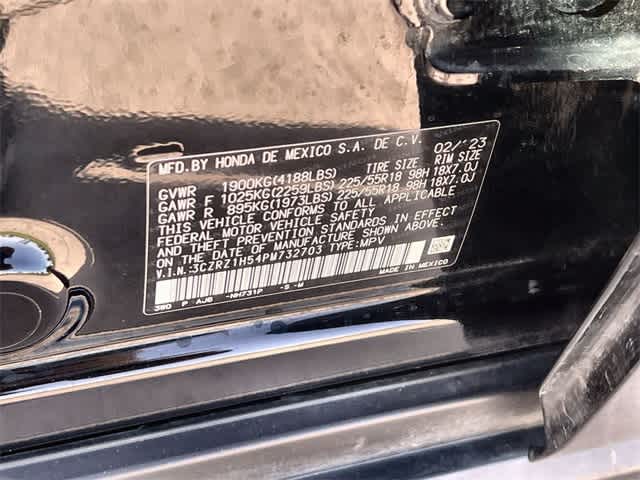 MFD.BY HONDA DE MEXICO S.A. DE C.V. 02/'23
GVWR 1900KG(4188LBS) TIRE SIZE RIM SIZE
GAWR F 1025KG(2259LBS) 225/55R18 98H 18X7.0J
GAWR R 895KG(1973LBS) 225/55R18 98H 18X7.0J
THIS VEHICLE CONFORMS TO ALL APPLICABLE
FEDERAL MOTOR VEHICLE SAFETY
AND THEFT PREVENTION STANDARDS IN EFFECT
ON THE DATE OF MANUFACTURE SHOWN ABOVE.
V.I.N.:3CZRZ1H54PM732703 TYPE:MPV
380 P AJ6 -NH731P -S -M MADE IN MEXICO